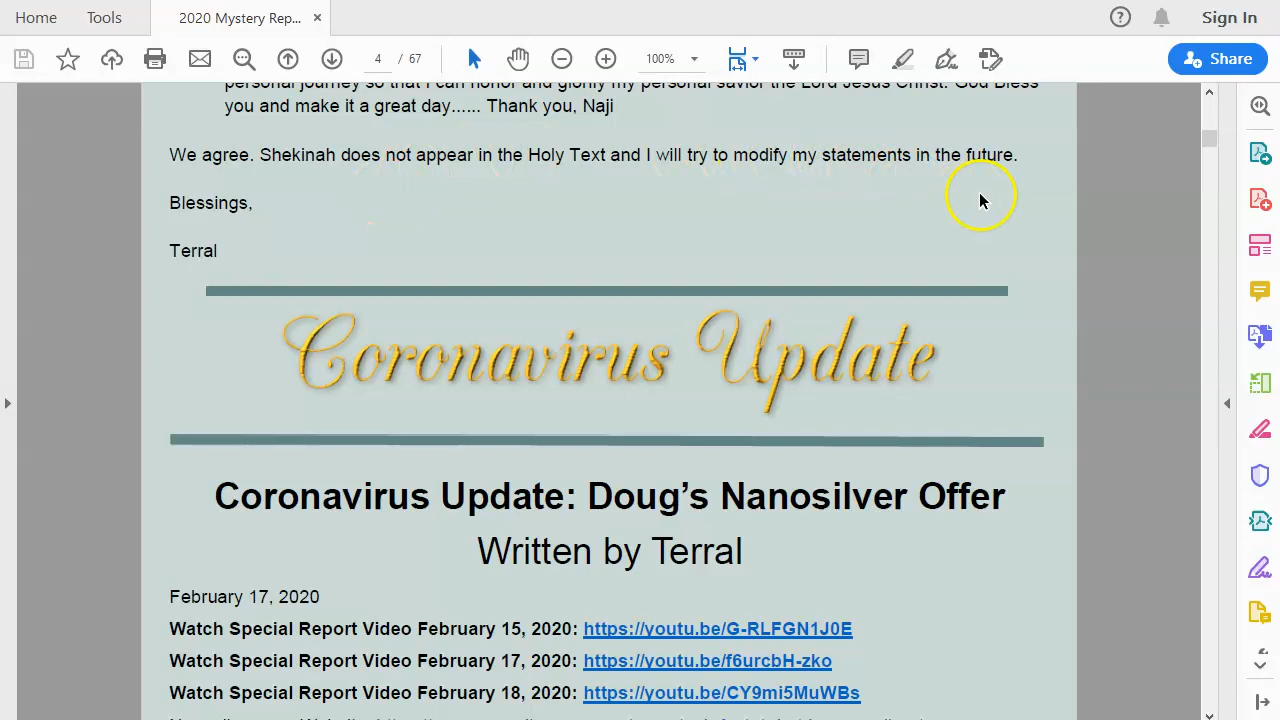 Home
Tools
2020 Mystery Rep... ×
Sign In
4 / 67
100%
Share
personal journey so that I can honor and glorify my personal savior the Lord Jesus Christ. God Bless
you and make it a great day...... Thank you, Naji
We agree. Shekinah does not appear in the Holy Text and I will try to modify my statements in the future.
Blessings,
Terral
Coronavirus Update
Coronavirus Update: Doug’s Nanosilver Offer
Written by Terral
February 17, 2020
Watch Special Report Video February 15, 2020: https://youtu.be/G-RLFGN1J0E
Watch Special Report Video February 17, 2020: https://youtu.be/f6urcbH-zko
Watch Special Report Video February 18, 2020: https://youtu.be/CY9mi5MuWBs